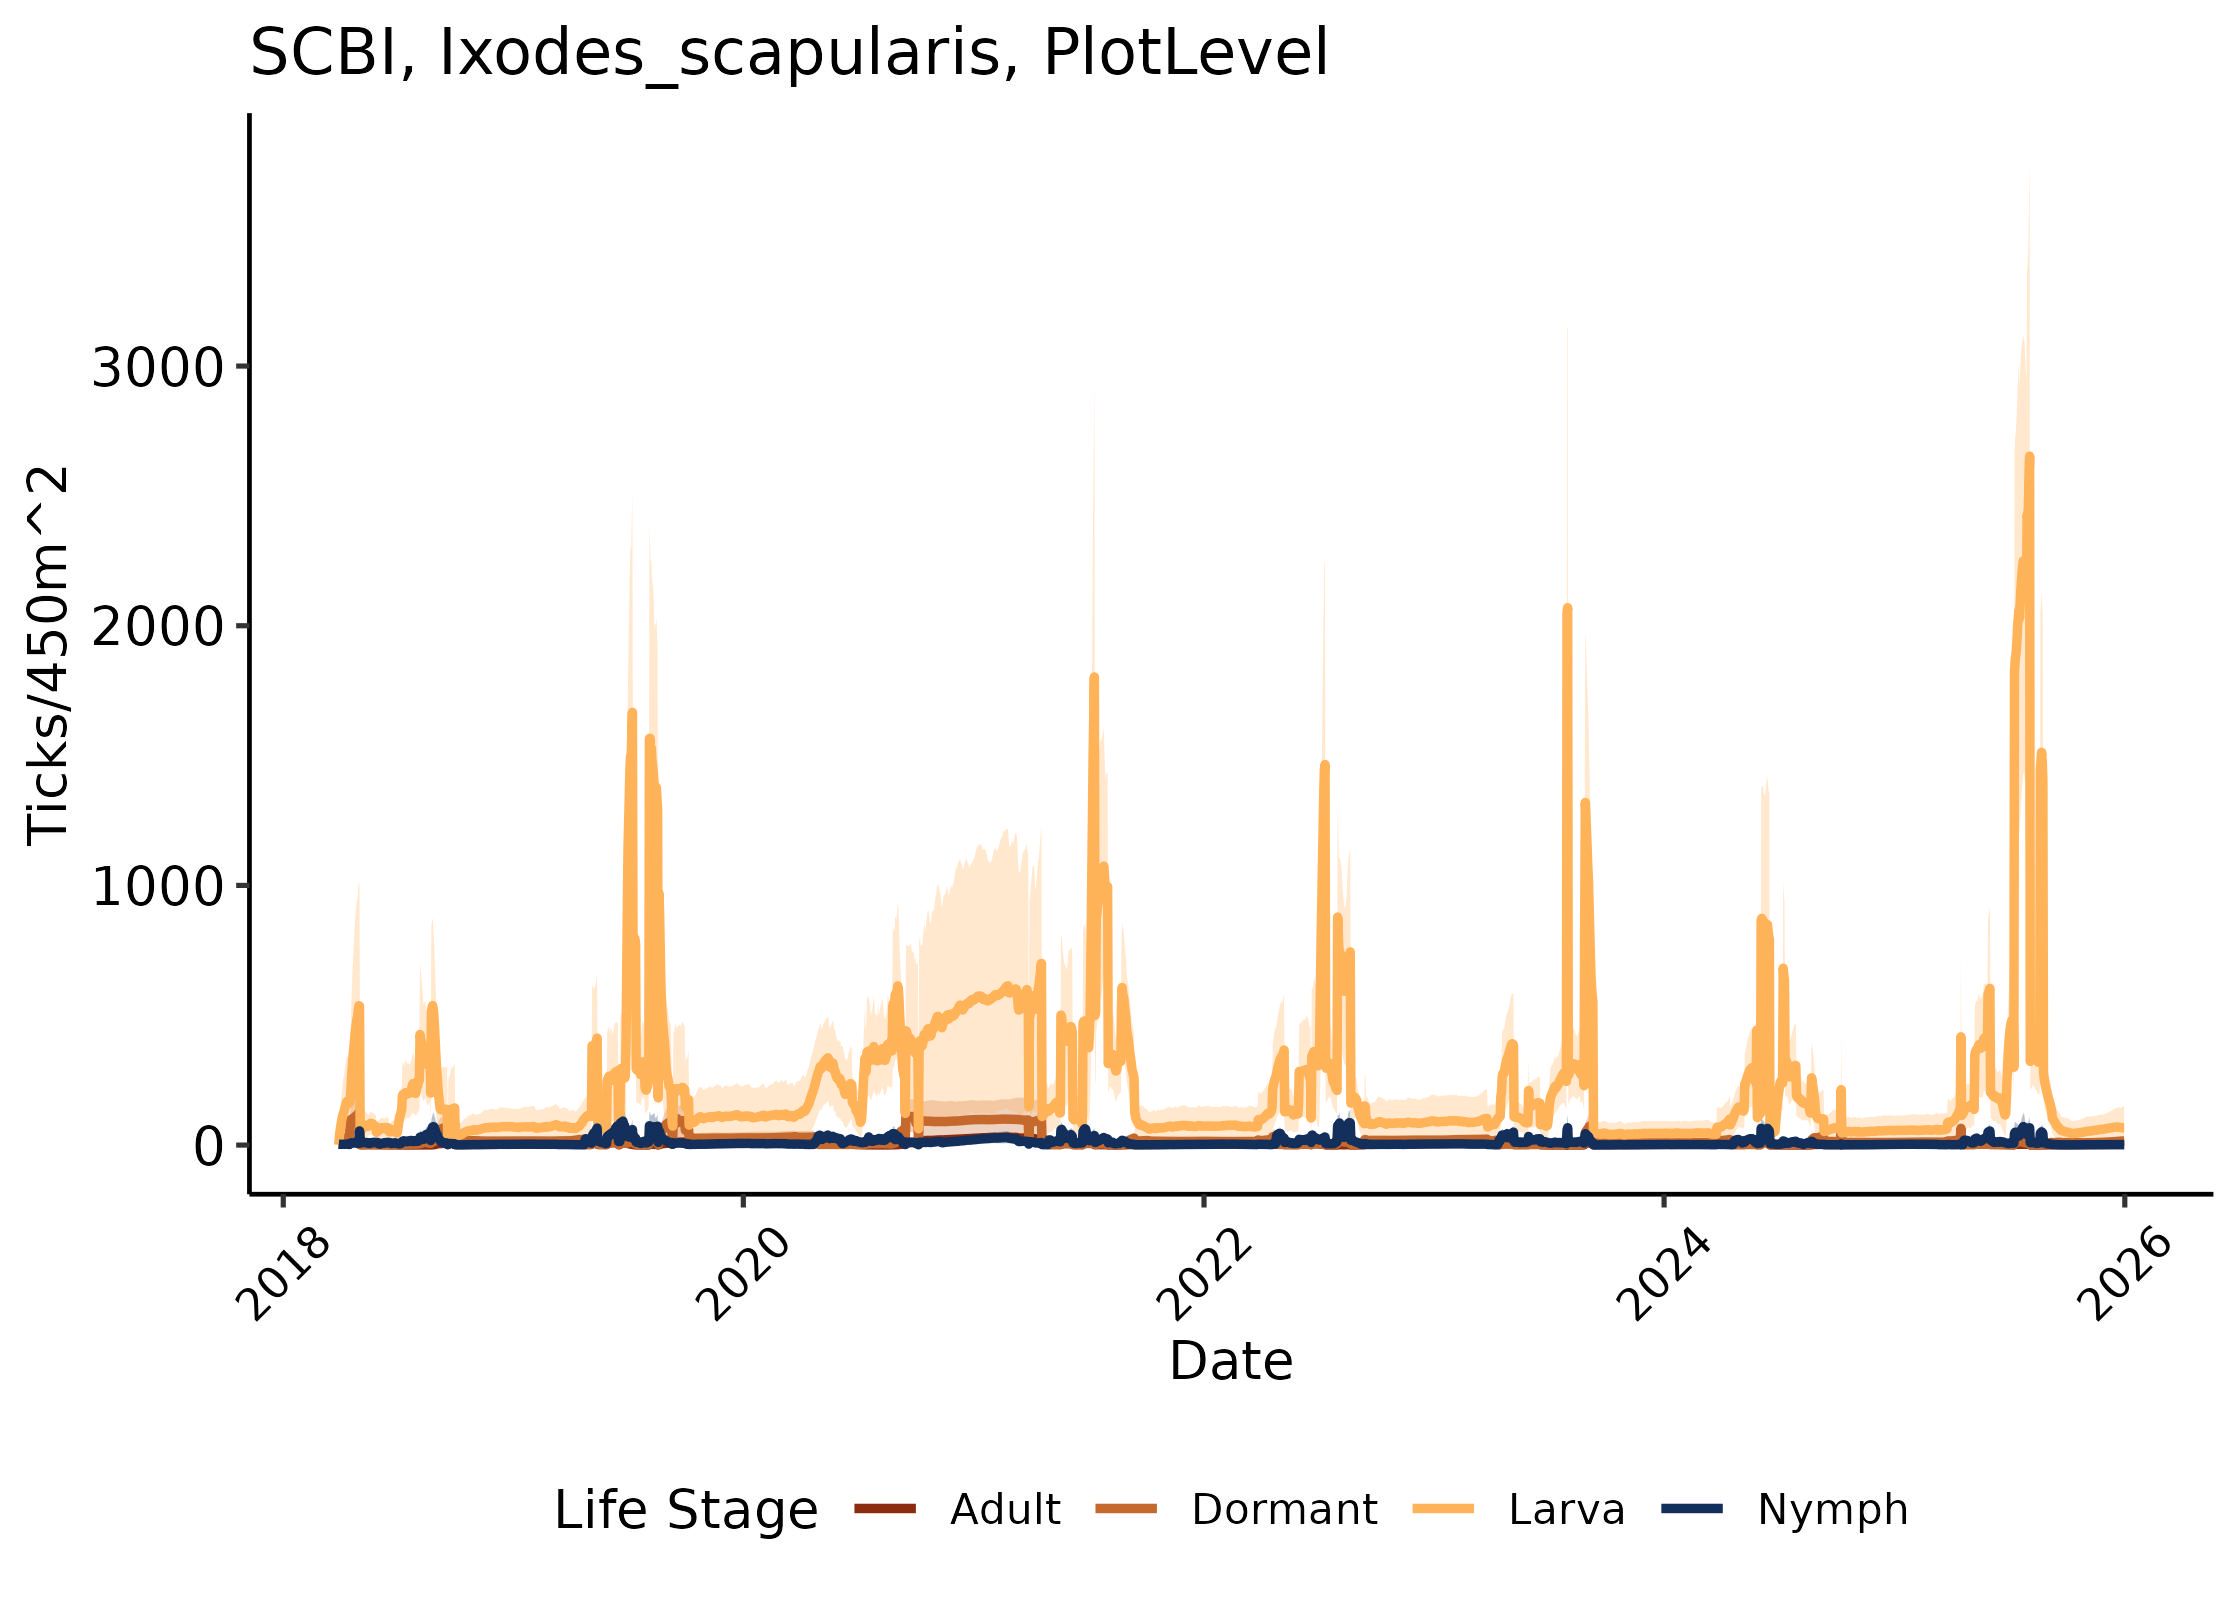 SCBI, Ixodes_scapularis, PlotLevel
Ticks/450m^2
3000
2000
1000
0
2018
2020
2022
2024
2026
Date
Life Stage
Adult
Dormant
Larva
Nymph